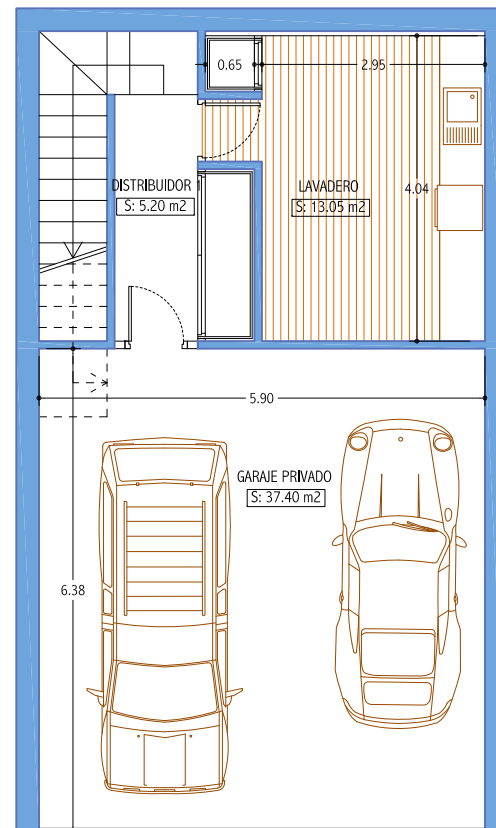 0.65
2.95
DISTRIBUIDOR 1
S: 5.20 m2
LAVADERO
S: 13.05 m2
4.04
5.90
GARAJE PRIVADO
S: 37.40 m2
6.38